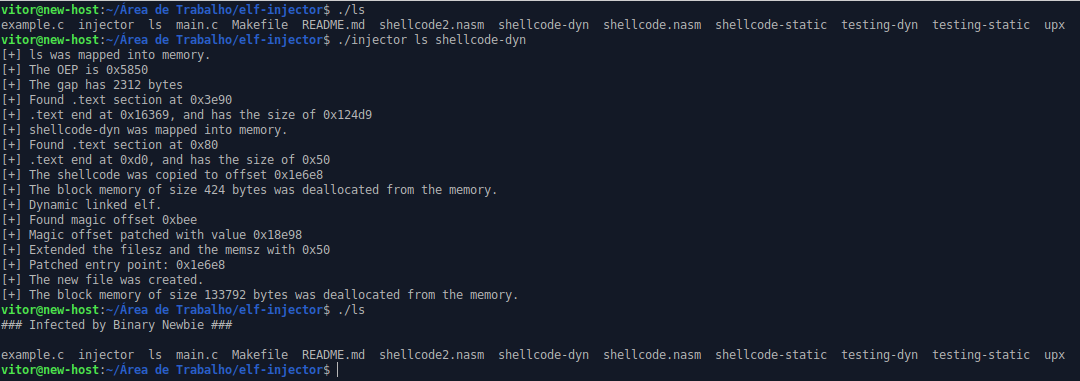 vitor@new-host:~/Área de Trabalho/elf-injector$ ./ls
example.c  injector  ls  main.c  Makefile  README.md  shellcode2.nasm  shellcode-dyn  shellcode.nasm  shellcode-static  testing-dyn  testing-static  upx
vitor@new-host:~/Área de Trabalho/elf-injector$ ./injector ls shellcode-dyn
[+] ls was mapped into memory.
[+] The OEP is 0x5850
[+] The gap has 2312 bytes
[+] Found .text section at 0x3e90
[+] .text end at 0x16369, and has the size of 0x124d9
[+] shellcode-dyn was mapped into memory.
[+] Found .text section at 0x80
[+] .text end at 0xd0, and has the size of 0x50
[+] The shellcode was copied to offset 0x1e6e8
[+] The block memory of size 424 bytes was deallocated from the memory.
[+] Dynamic linked elf.
[+] Found magic offset 0xbee
[+] Magic offset patched with value 0x18e98
[+] Extended the filesz and the memsz with 0x50
[+] Patched entry point: 0x1e6e8
[+] The new file was created.
[+] The block memory of size 133792 bytes was deallocated from the memory.
vitor@new-host:~/Área de Trabalho/elf-injector$ ./ls
### Infected by Binary Newbie ###
example.c  injector  ls  main.c  Makefile  README.md  shellcode2.nasm  shellcode-dyn  shellcode.nasm  shellcode-static  testing-dyn  testing-static  upx
vitor@new-host:~/Área de Trabalho/elf-injector$